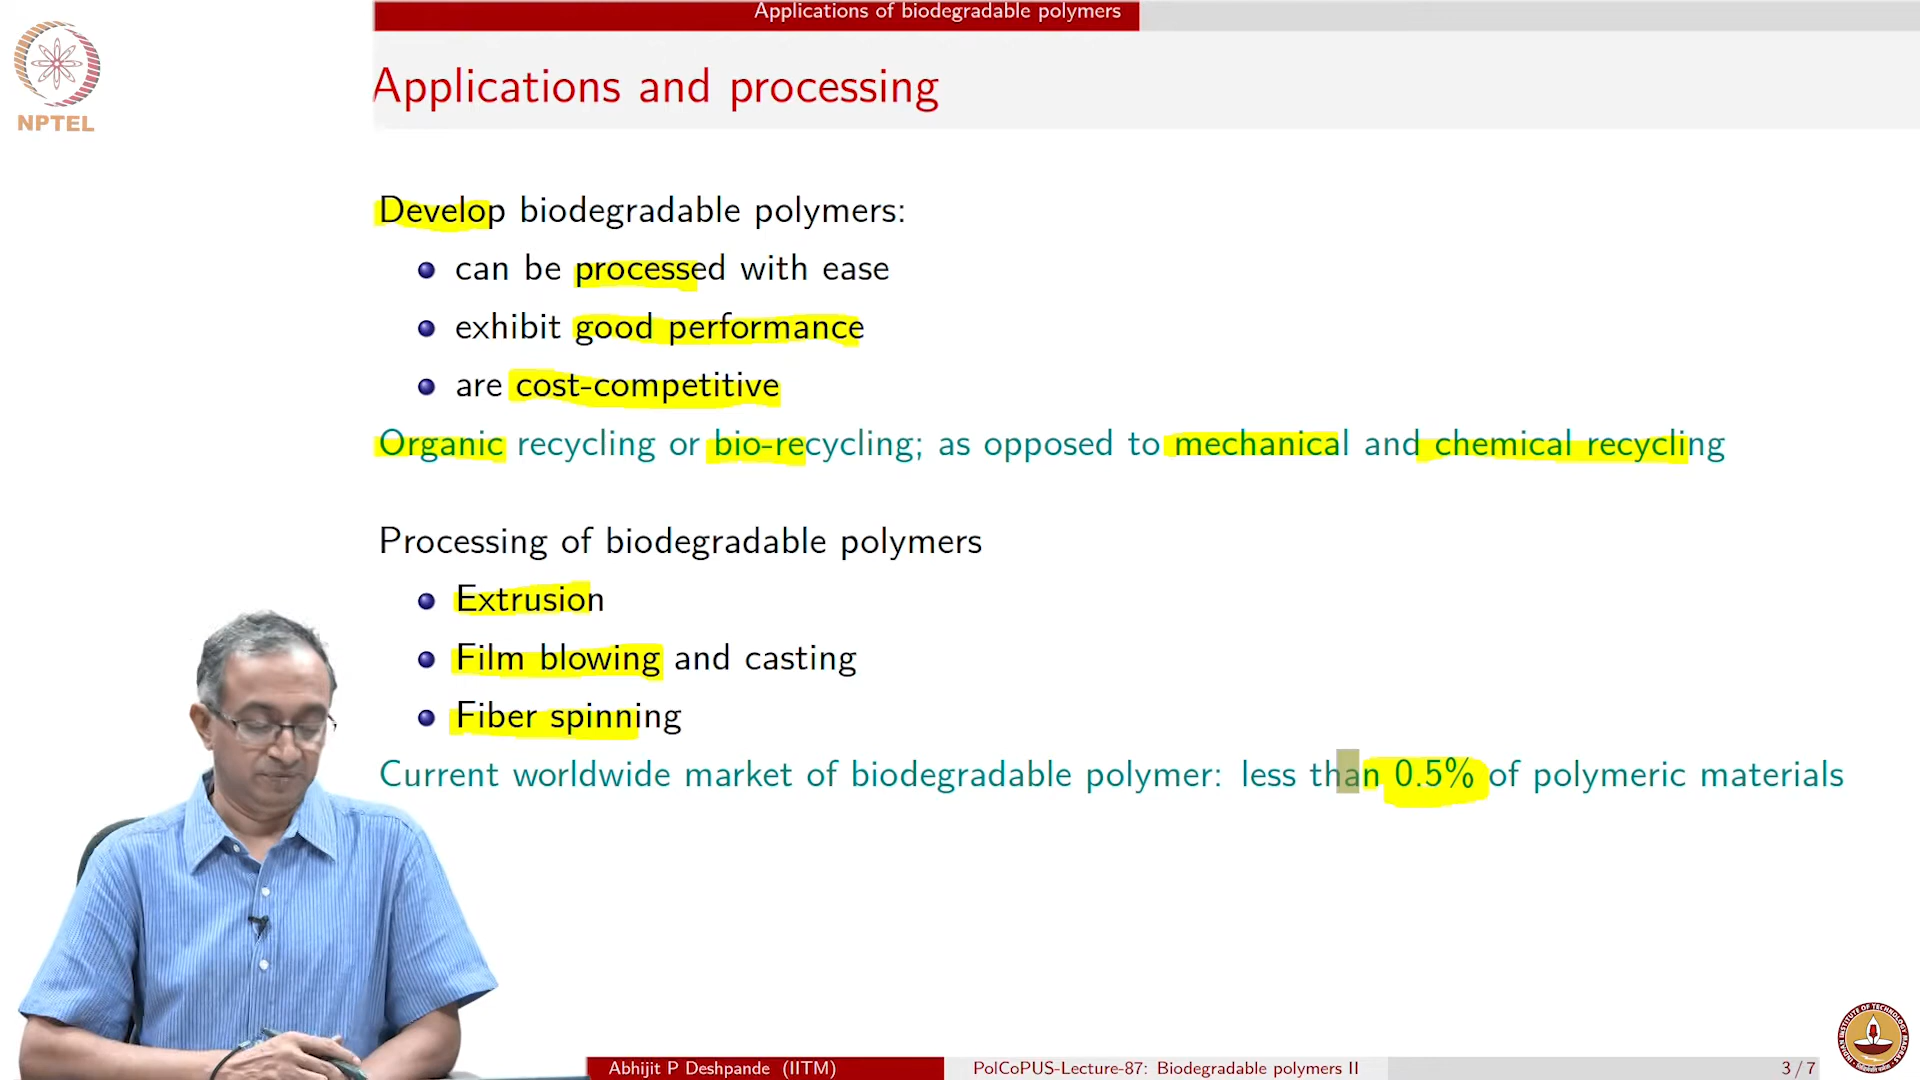 Applications of biodegradable polymers
NPTEL
Applications and processing
Develop biodegradable polymers:
can be processed with ease
exhibit good performance
are cost-competitive
Organic recycling or bio-recycling; as opposed to mechanical and chemical recycling
Processing of biodegradable polymers
Extrusion
Film blowing and casting
Fiber spinning
Current worldwide market of biodegradable polymer: less than 0.5% of polymeric materials
Abhijit P Deshpande (IITM)
PolCoPUS-Lecture-87: Biodegradable polymers II
3 / 7